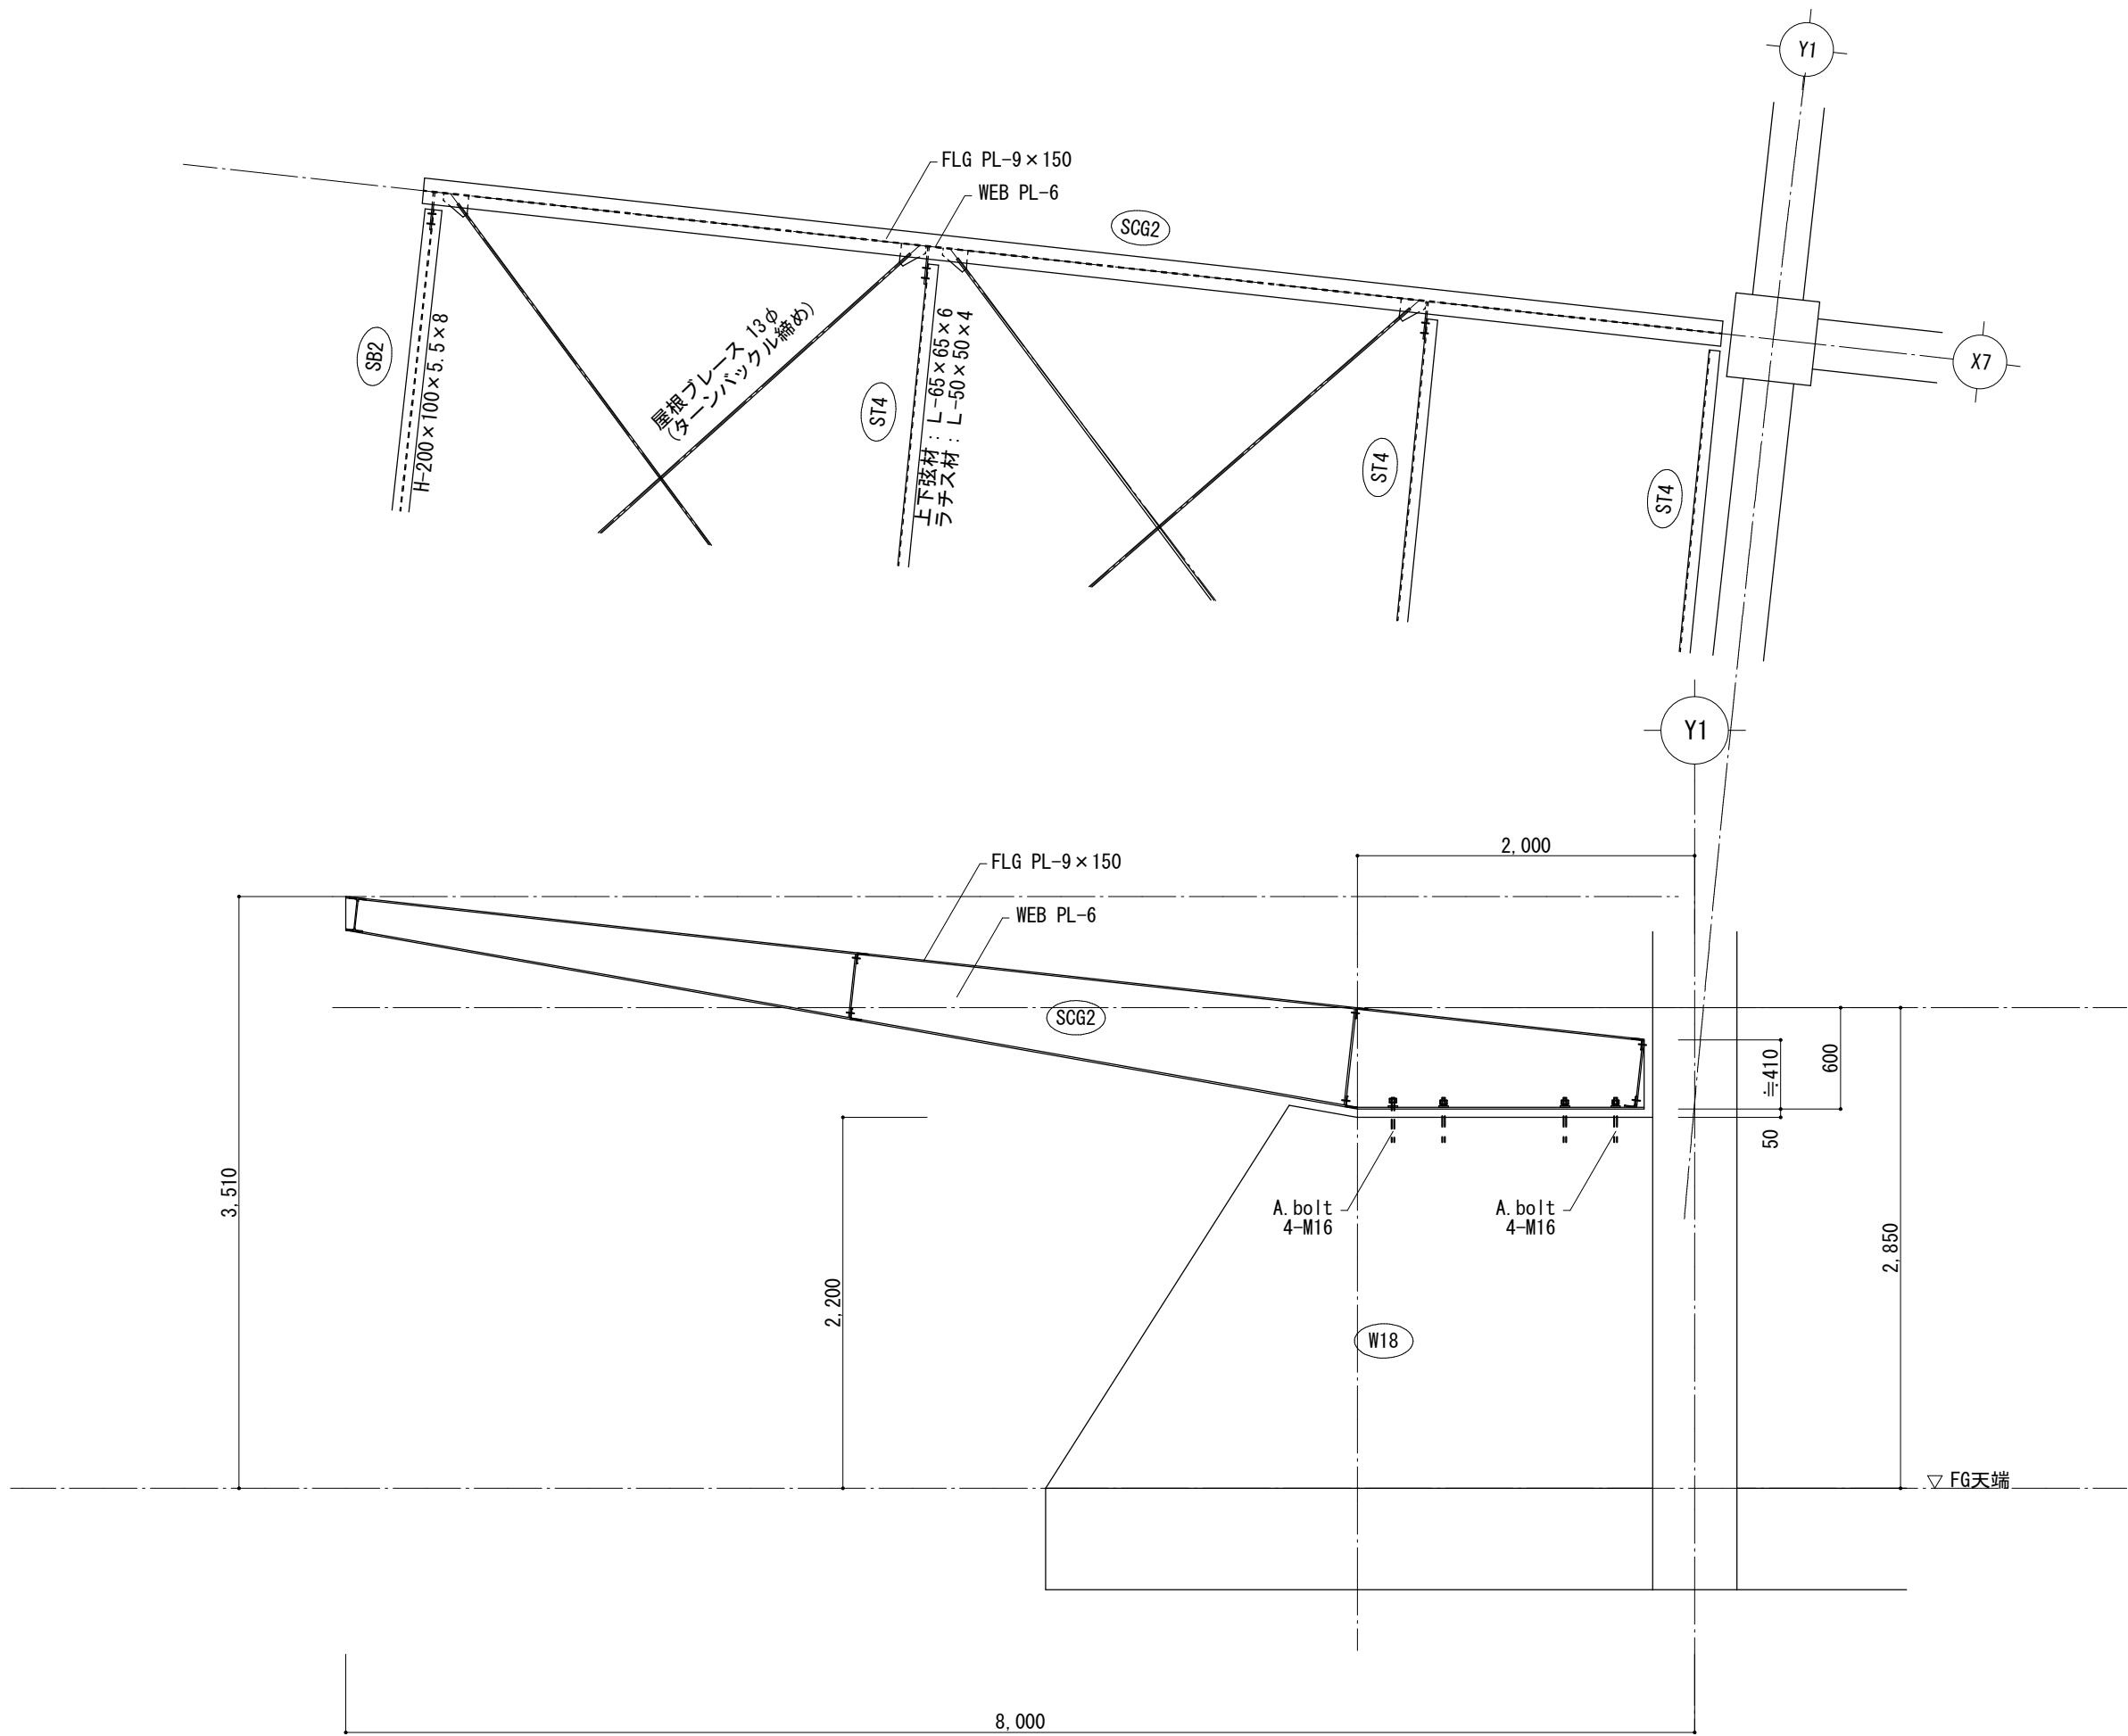 Y1
FLG PL-9×150
WEB PL-6
SCG2
X7
SB2
H-200×100×5.5×8
屋根ブレース 13φ
(ターンバックル締め)
ST4
上下弦材 : L-65×65×6
ラチス材 : L-50×50×4
ST4
ST4
Y1
2,000
FLG PL-9×150
WEB PL-6
SCG2
≒410
600
50
3,510
2,200
A.bolt
4-M16
A.bolt
4-M16
2,850
W18
▽ FG天端
8,000